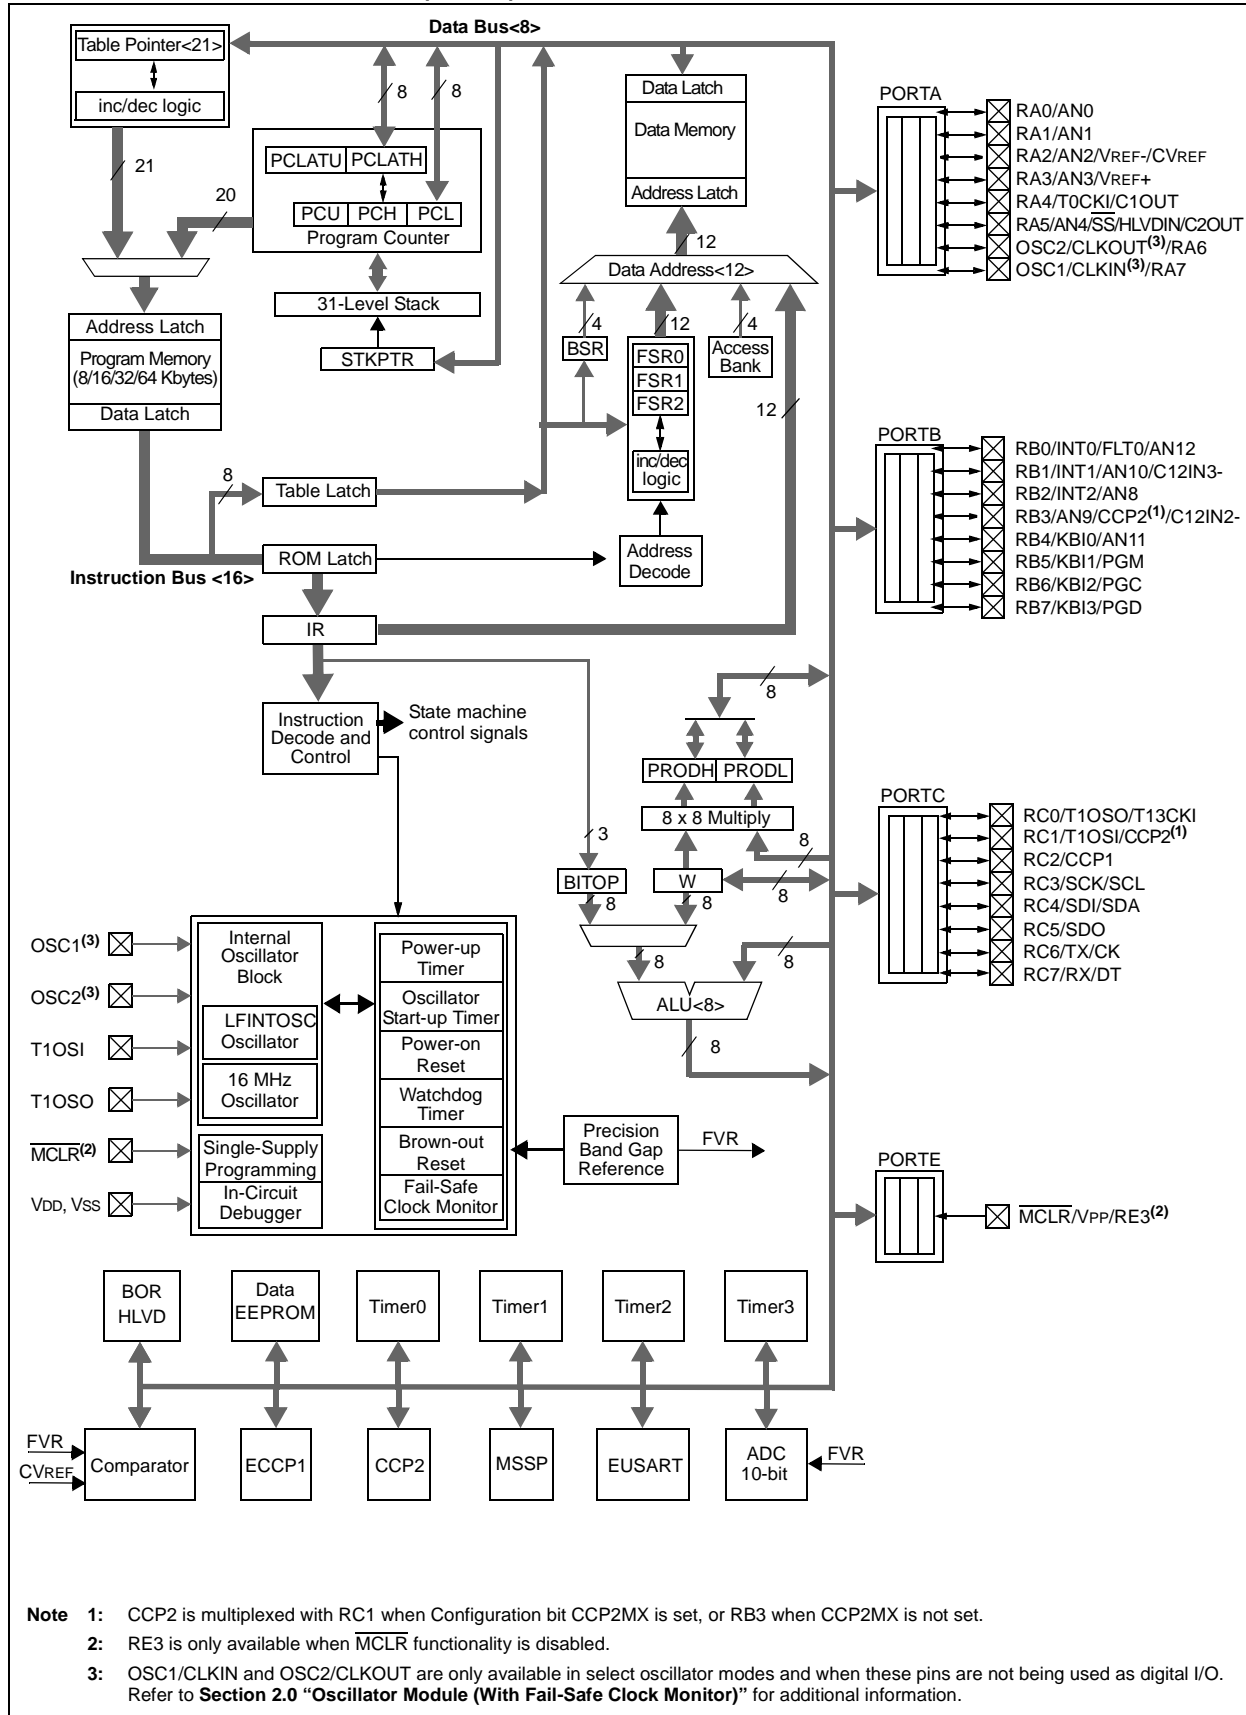 Data Bus<8>
Table Pointer<21>
inc/dec logic
21
20
8
8
PCLATU PCLATH
PCU PCH PCL
Program Counter
31-Level Stack
STKPTR
Address Latch
Program Memory
(8/16/32/64 Kbytes)
Data Latch
8
Table Latch
ROM Latch
Instruction Bus <16>
IR
Data Latch
Data Memory
Address Latch
12
Data Address<12>
4
12
4
BSR
FSR0
FSR1
FSR2
inc/dec
logic
Access
Bank
12
Address
Decode
Instruction
Decode and
Control
State machine
control signals
8
PRODH PRODL
8 x 8 Multiply
3
8
BITOP
W
8
8
8
8
8
ALU<8>
8
PORTA
RA0/AN0
RA1/AN1
RA2/AN2/VREF-/CVREF
RA3/AN3/VREF+
RA4/T0CKI/C1OUT
RA5/AN4/SS/HLVDIN/C2OUT
OSC2/CLKOUT(3)/RA6
OSC1/CLKIN(3)/RA7
PORTB
RB0/INT0/FLT0/AN12
RB1/INT1/AN10/C12IN3-
RB2/INT2/AN8
RB3/AN9/CCP2(1)/C12IN2-
RB4/KBI0/AN11
RB5/KBI1/PGM
RB6/KBI2/PGC
RB7/KBI3/PGD
PORTC
RC0/T1OSO/T13CKI
RC1/T1OSI/CCP2(1)
RC2/CCP1
RC3/SCK/SCL
RC4/SDI/SDA
RC5/SDO
RC6/TX/CK
RC7/RX/DT
PORTE
MCLR/VPP/RE3(2)
OSC1(3)
OSC2(3)
T1OSI
T1OSO
MCLR(2)
VDD, VSS
Internal
Oscillator
Block
LFINTOSC
Oscillator
16 MHz
Oscillator
Single-Supply
Programming
In-Circuit
Debugger
Power-up
Timer
Oscillator
Start-up Timer
Power-on
Reset
Watchdog
Timer
Brown-out
Reset
Fail-Safe
Clock Monitor
Precision
Band Gap
Reference
FVR
BOR
HLVD
Data
EEPROM
Timer0
Timer1
Timer2
Timer3
FVR
CVREF
Comparator
ECCP1
CCP2
MSSP
EUSART
ADC
10-bit
FVR
Note 1: CCP2 is multiplexed with RC1 when Configuration bit CCP2MX is set, or RB3 when CCP2MX is not set.
2: RE3 is only available when MCLR functionality is disabled.
3: OSC1/CLKIN and OSC2/CLKOUT are only available in select oscillator modes and when these pins are not being used as digital I/O.
Refer to Section 2.0 “Oscillator Module (With Fail-Safe Clock Monitor)” for additional information.